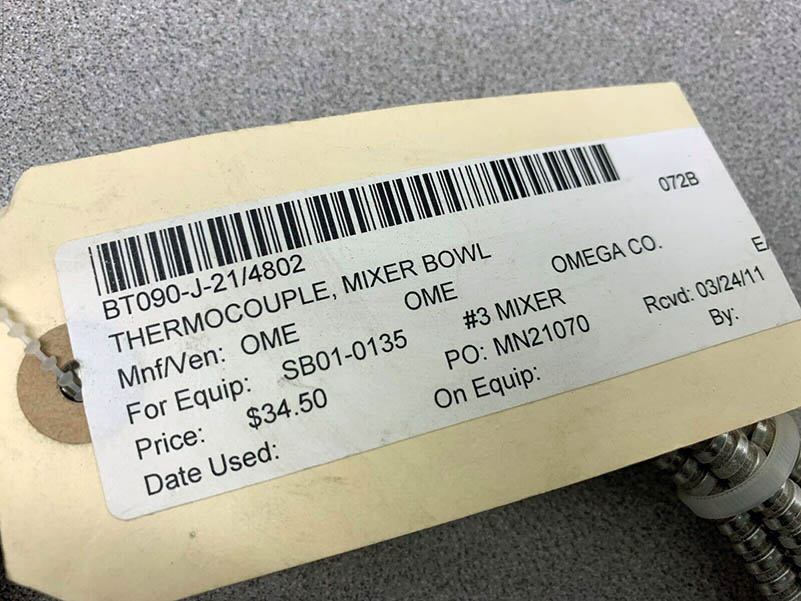 072B
BT090-J-21/4802
THERMOCOUPLE, MIXER BOWL
Mnf/Ven: OME OME OMEGA CO. EA
For Equip: SB01-0135 #3 MIXER Rcvd: 03/24/11
Price: $34.50 PO: MN21070 By:
Date Used: On Equip: